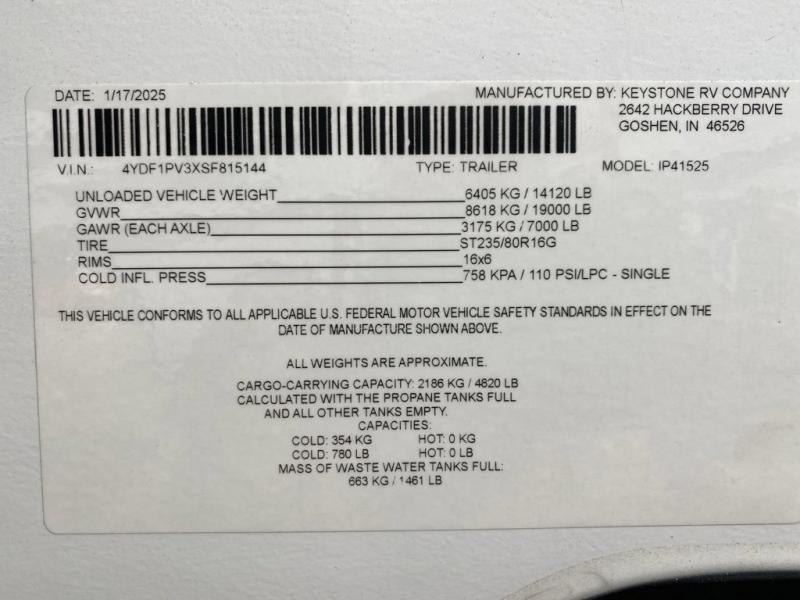 DATE: 1/17/2025 MANUFACTURED BY: KEYSTONE RV COMPANY
2642 HACKBERRY DRIVE
GOSHEN, IN 46526
V.I.N.: 4YDF1PV3XSF815144 TYPE: TRAILER MODEL: IP41525
UNLOADED VEHICLE WEIGHT 6405 KG / 14120 LB
GVWR 8618 KG / 19000 LB
GAWR (EACH AXLE) 3175 KG / 7000 LB
TIRE ST235/80R16G
RIMS 16x6
COLD INFL. PRESS 758 KPA / 110 PSI/LPC - SINGLE
THIS VEHICLE CONFORMS TO ALL APPLICABLE U.S. FEDERAL MOTOR VEHICLE SAFETY STANDARDS IN EFFECT ON THE
DATE OF MANUFACTURE SHOWN ABOVE.
ALL WEIGHTS ARE APPROXIMATE.
CARGO-CARRYING CAPACITY: 2186 KG / 4820 LB
CALCULATED WITH THE PROPANE TANKS FULL
AND ALL OTHER TANKS EMPTY.
CAPACITIES:
COLD: 354 KG HOT: 0 KG
COLD: 780 LB HOT: 0 LB
MASS OF WASTE WATER TANKS FULL:
663 KG / 1461 LB